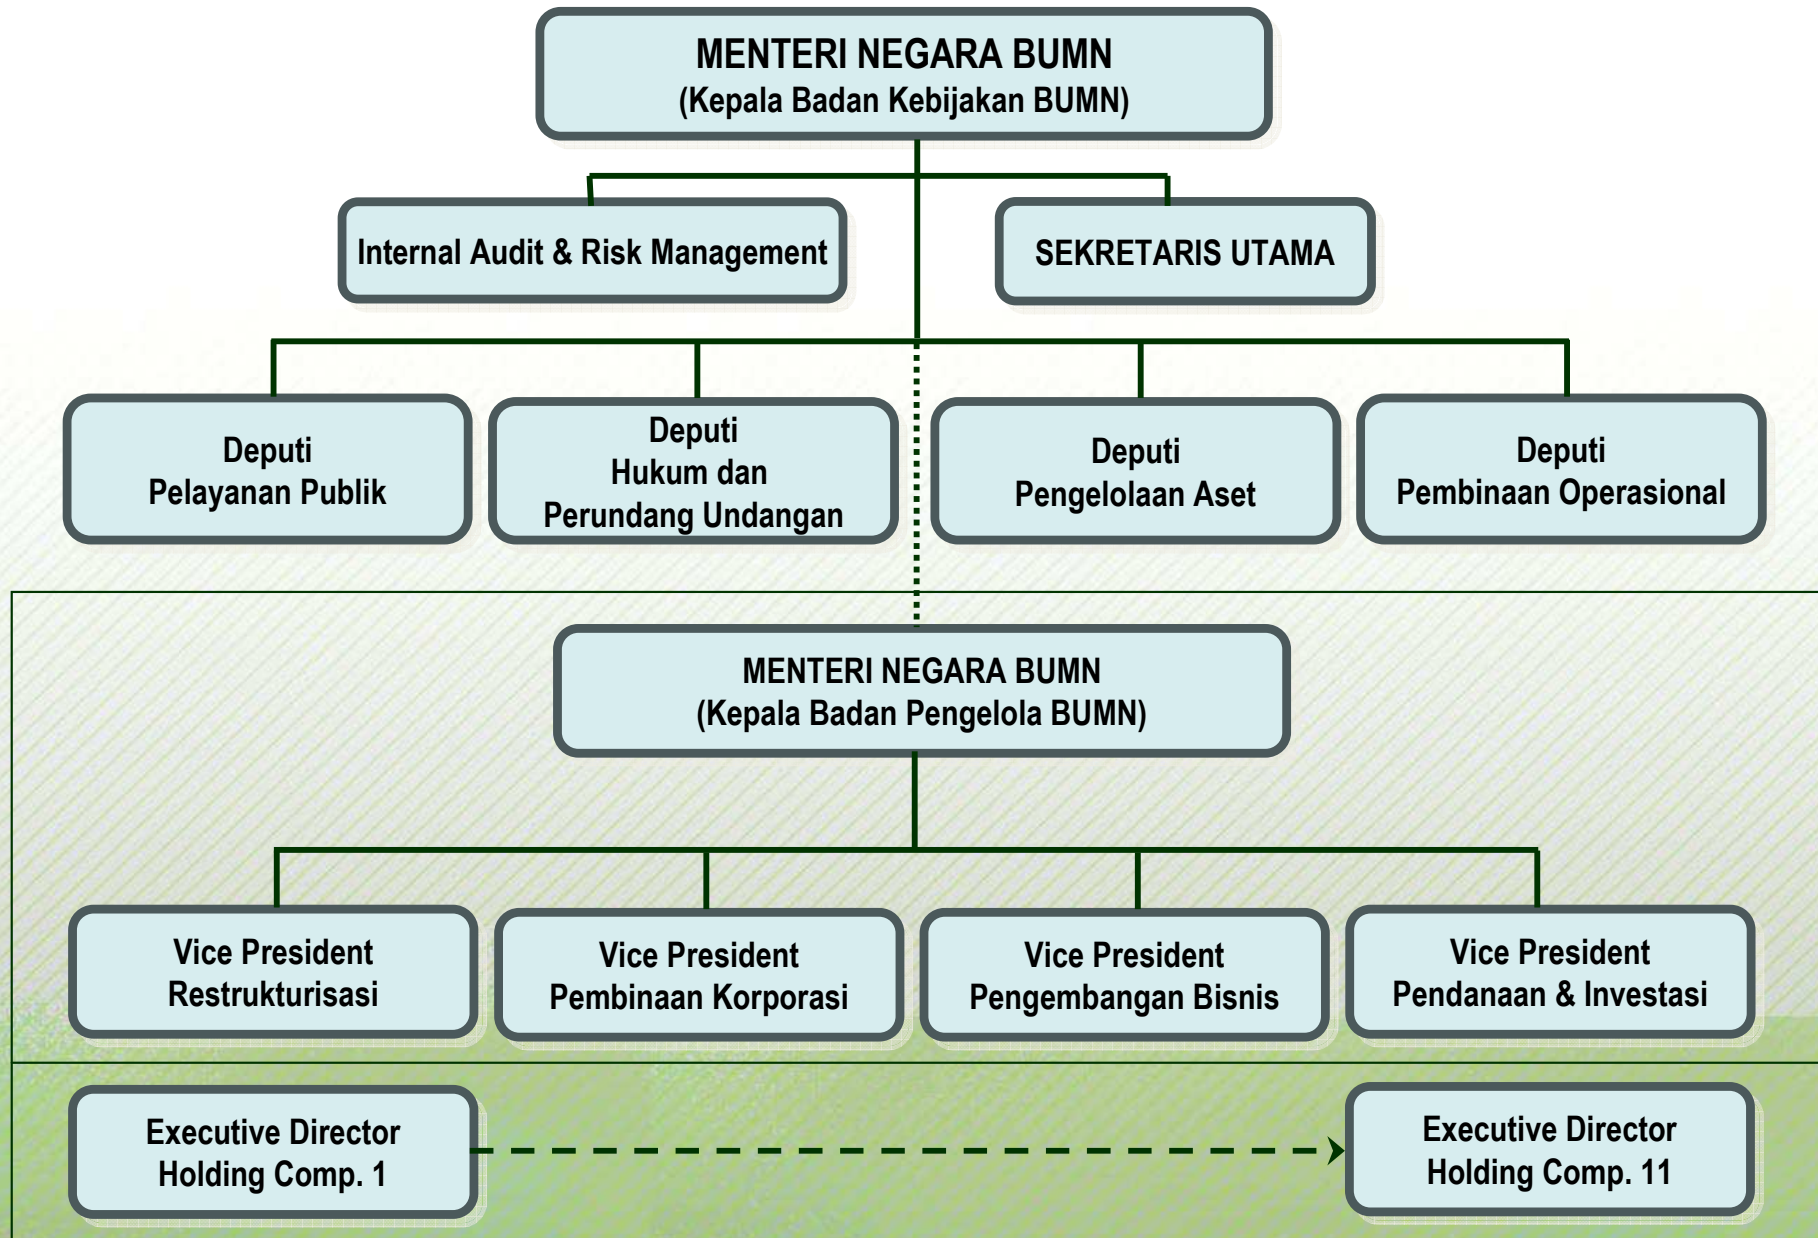 MENTERI NEGARA BUMN
(Kepala Badan Kebijakan BUMN)
Internal Audit & Risk Management
SEKRETARIS UTAMA
Deputi
Pelayanan Publik
Deputi
Hukum dan
Perundang Undangan
Deputi
Pengelolaan Aset
Deputi
Pembinaan Operasional
MENTERI NEGARA BUMN
(Kepala Badan Pengelola BUMN)
Vice President
Restrukturisasi
Vice President
Pembinaan Korporasi
Vice President
Pengembangan Bisnis
Vice President
Pendanaan & Investasi
Executive Director
Holding Comp. 1
Executive Director
Holding Comp. 11